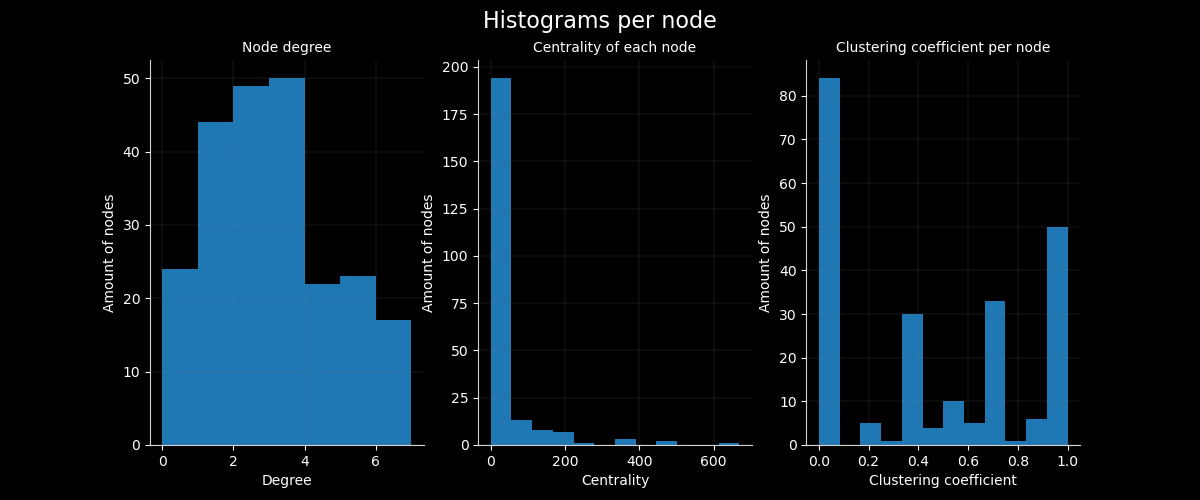 Histograms per node
Node degree
Amount of nodes
50
40
30
20
10
0
0 2 4 6
Degree
Centrality of each node
Amount of nodes
200
175
150
125
100
75
50
25
0
0 200 400 600
Centrality
Clustering coefficient per node
Amount of nodes
80
70
60
50
40
30
20
10
0
0.0 0.2 0.4 0.6 0.8 1.0
Clustering coefficient